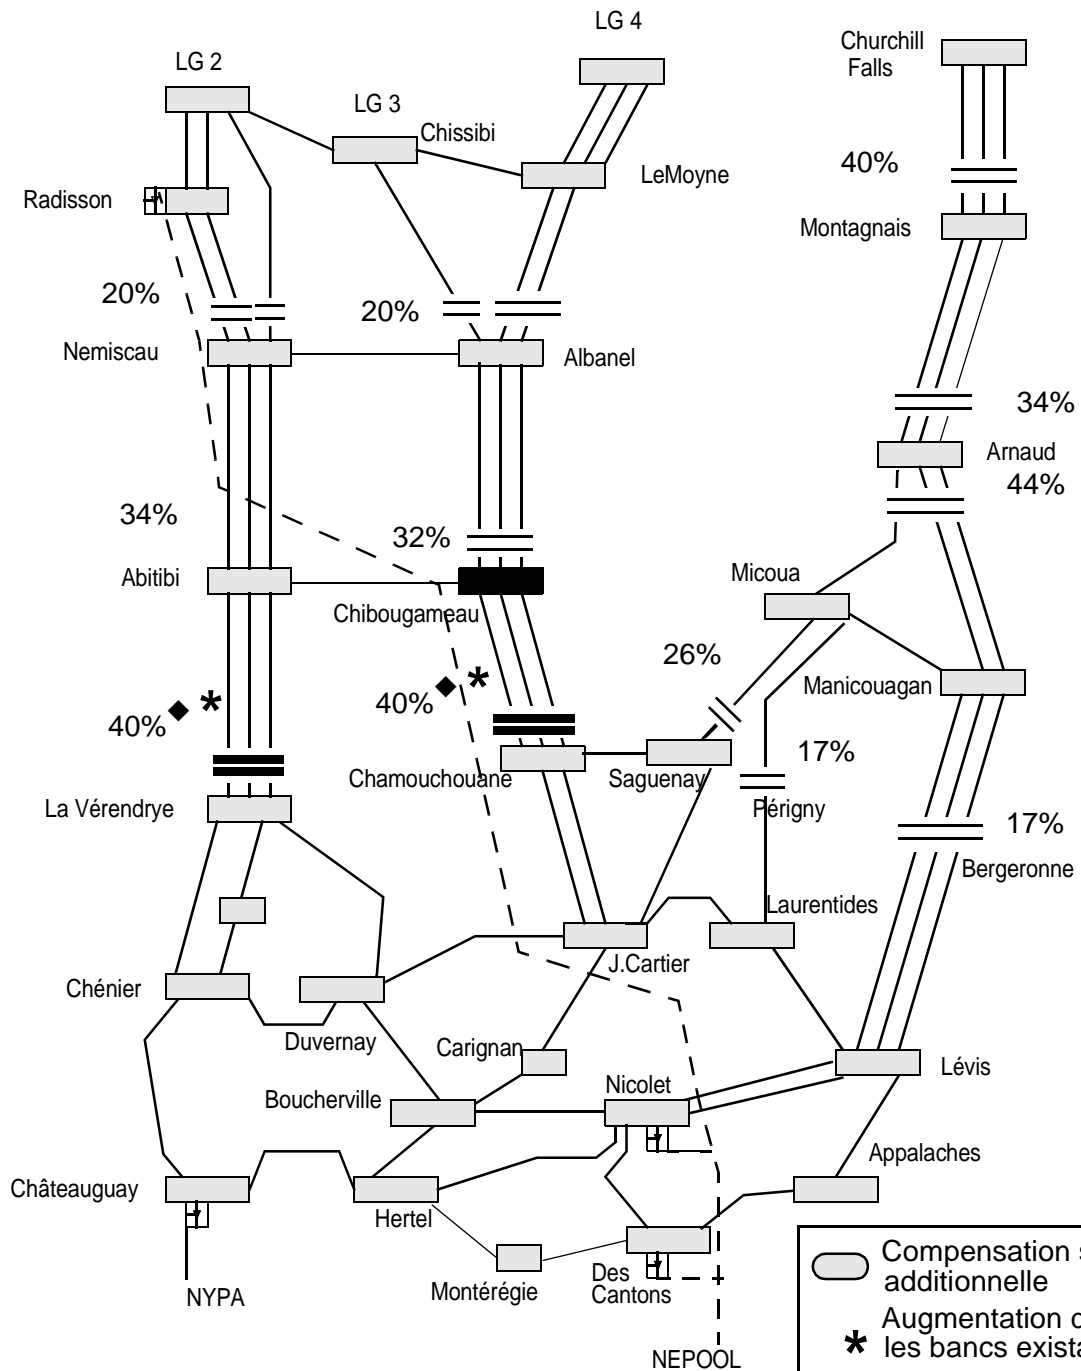 LG 4
Churchill
Falls
LG 2
LG 3
Chissibi
40%
LeMoyne
Radisson
Montagnais
20%
20%
Nemiscau
Albanel
34%
Arnaud
44%
34%
32%
Abitibi
Micoua
Chibougameau
26%
Manicouagan
40%
*
40%
*
17%
Chamouchouane
Saguenay
La Vérendrye
Périgny
17%
Bergeronne
Laurentides
J.Cartier
Chénier
Duvernay
Carignan
Lévis
Nicolet
Boucherville
Appalaches
Châteauguay
Hertel
Des
Cantons
Montérégie
NYPA
NEPOOL
Compensation
additionnelle
Augmentation
* les bancs